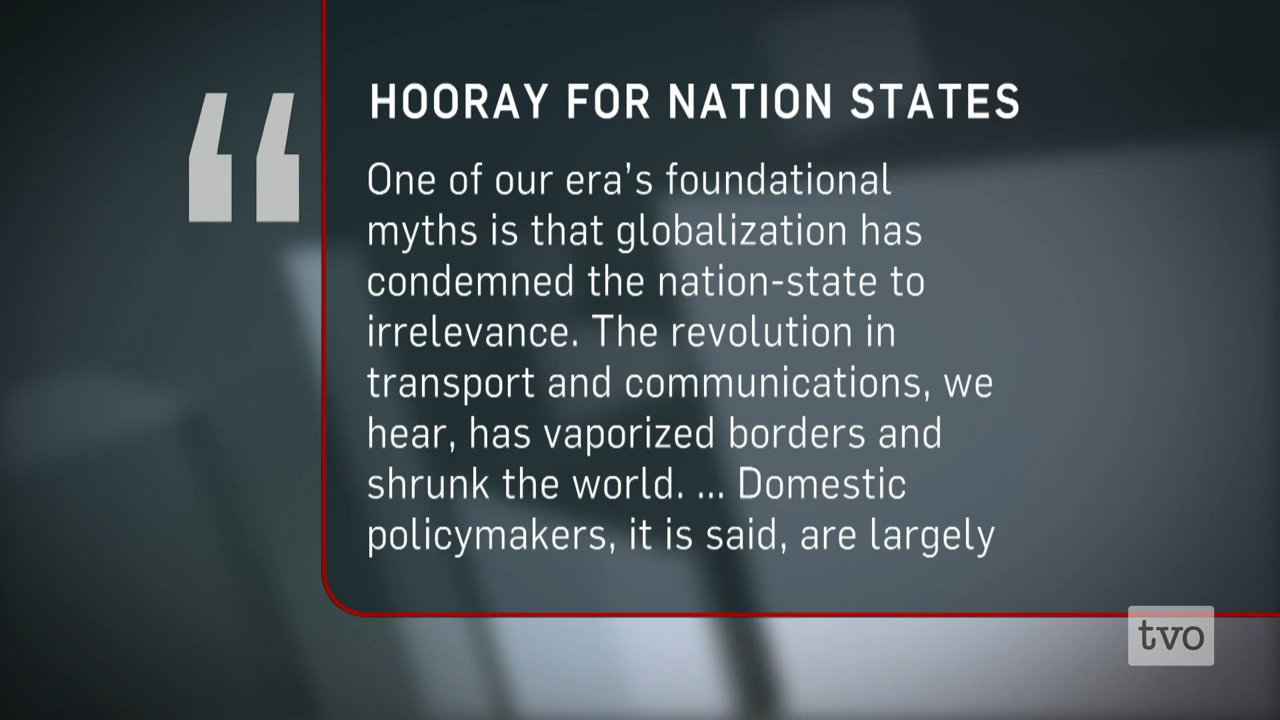 “
HOORAY FOR NATION STATES
One of our era's foundational
myths is that globalization has
condemned the nation-state to
irrelevance. The revolution in
transport and communications, we
hear, has vaporized borders and
shrunk the world. ... Domestic
policymakers, it is said, are largely
tvo